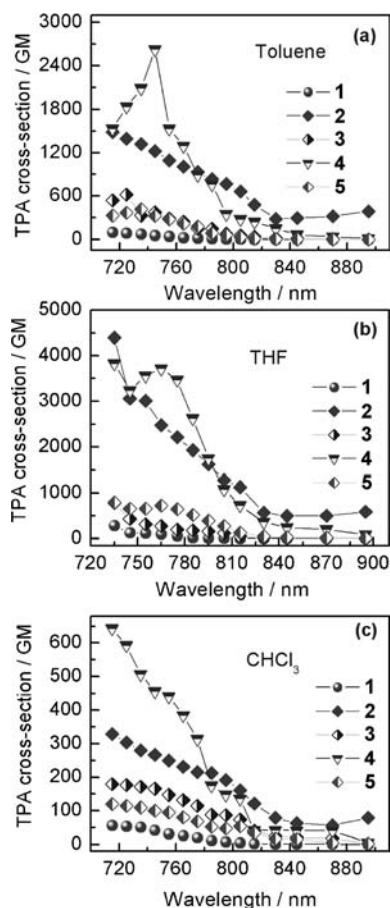 (a)
Toluene
TPA cross-section / GM
3000
2400
1800
1200
600
0
1
2
3
4
5
720 760 800 840 880
Wavelength / nm
(b)
THF
TPA cross-section / GM
5000
4000
3000
2000
1000
0
1
2
3
4
5
720 750 780 810 840 870 900
Wavelength / nm
(c)
CHCl3
TPA cross-section / GM
600
500
400
300
200
100
0
1
2
3
4
5
720 760 800 840 880
Wavelength / nm